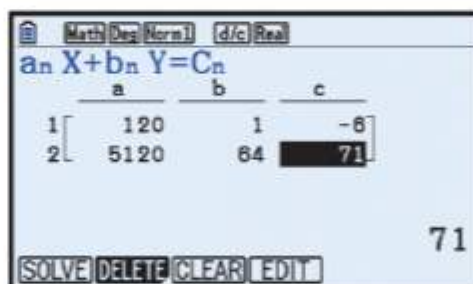 Math Deg Norm1 d/c Real
an X+bn Y=Cn
a b c
1 120 1 -6
2 5120 64 71
71
SOLVE DELETE CLEAR EDIT